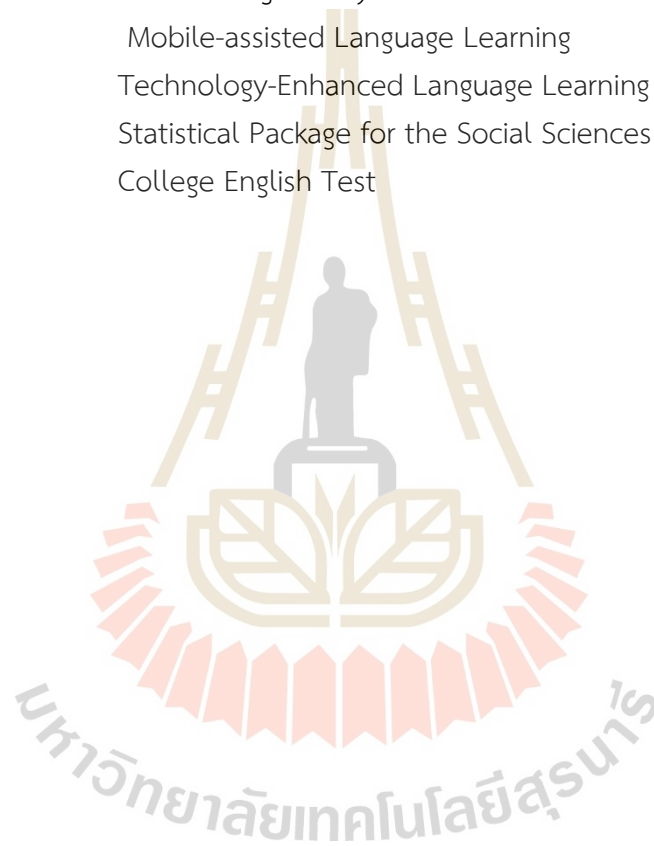 Mobile-assisted Language Learning
Technology-Enhanced Language Learning
Statistical Package for the Social Sciences
College English Test
มหาวิทยาลัยเทคโนโลยีสุรนารี